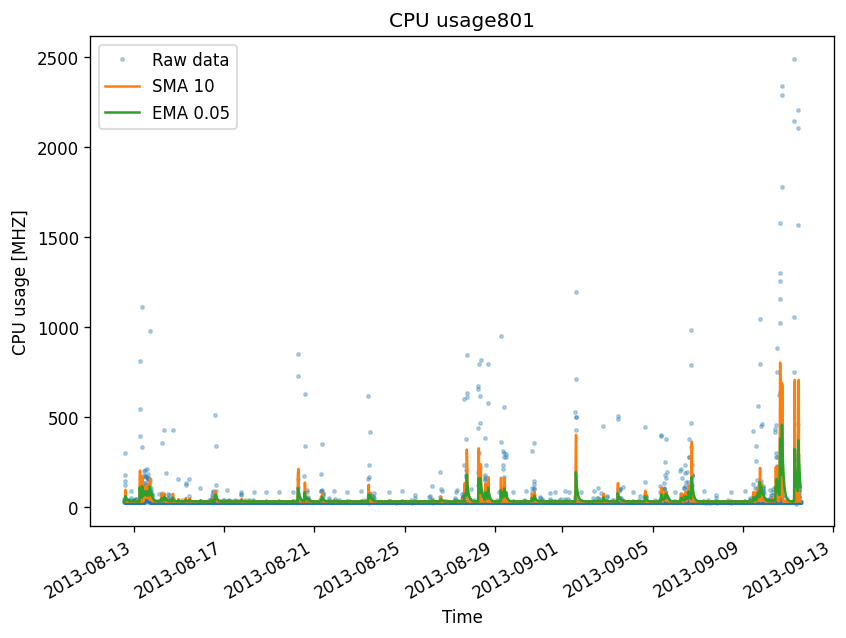 CPU usage801
Raw data
SMA 10
EMA 0.05
CPU usage [MHZ]
2500
2000
1500
1000
500
0
2013-08-13
2013-08-17
2013-08-21
2013-08-25
2013-08-29
2013-09-01
2013-09-05
2013-09-09
2013-09-13
Time